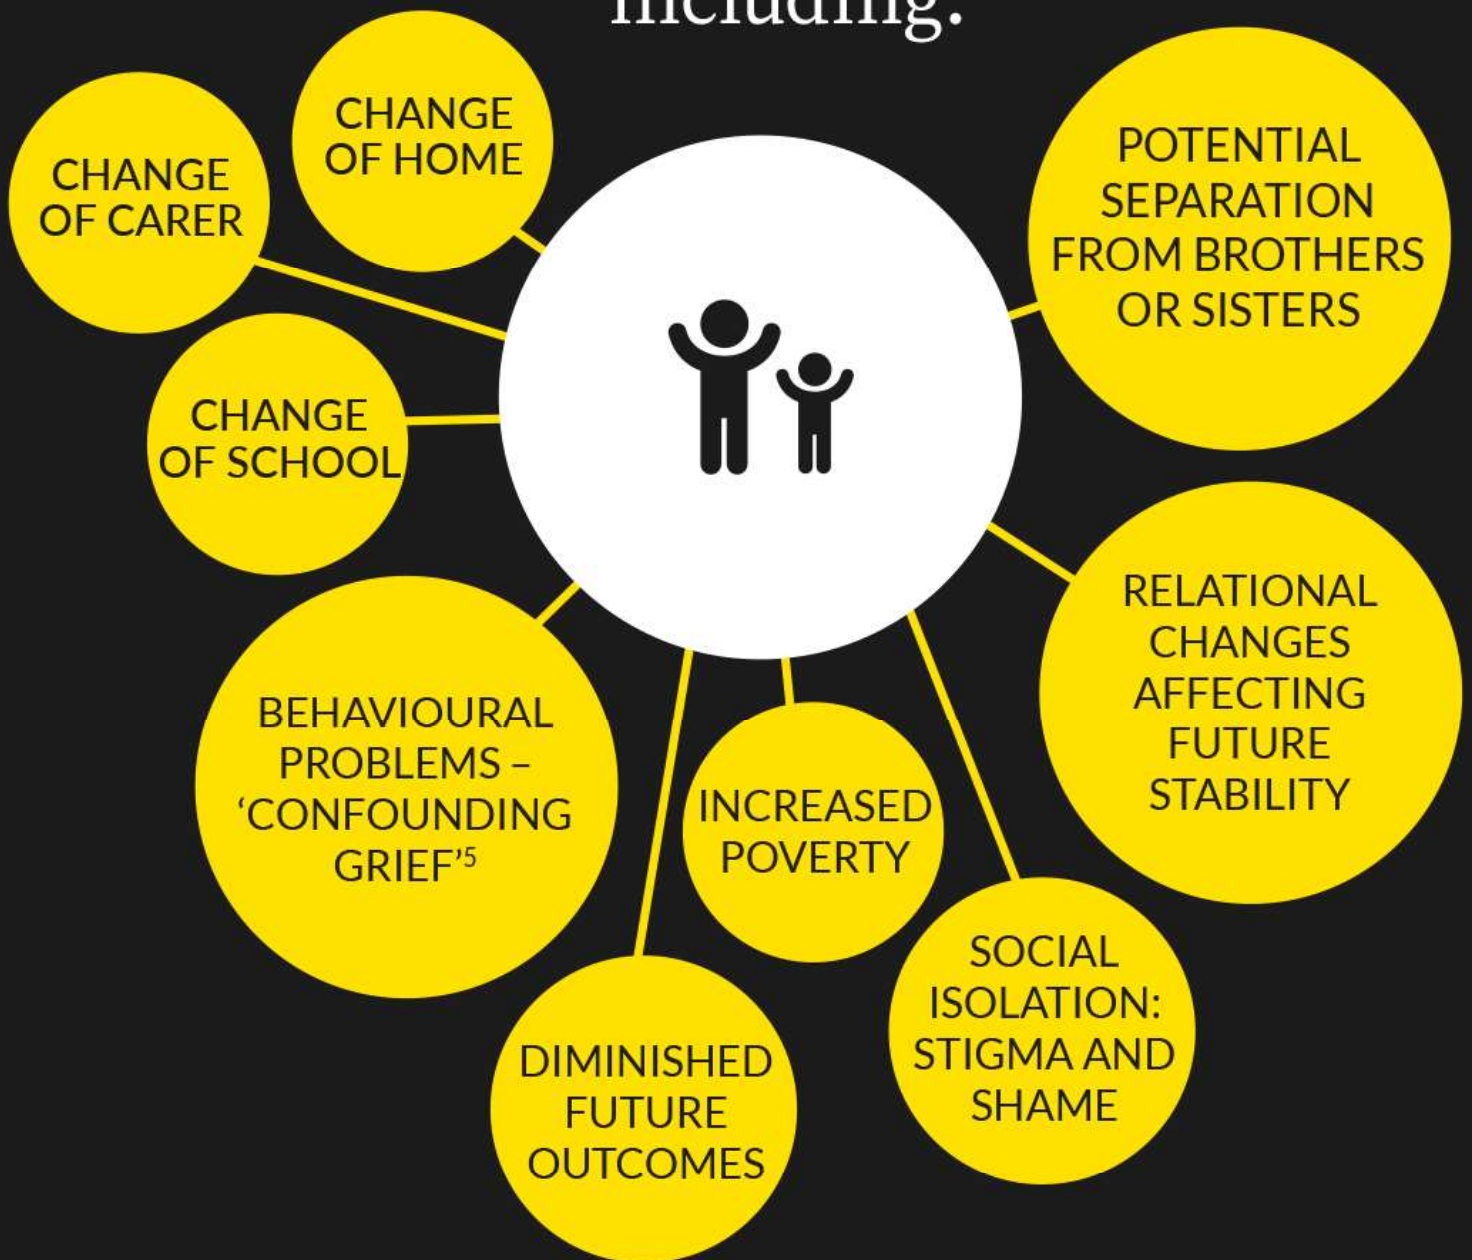 including:
CHANGE
OF HOME
CHANGE
OF CARER
CHANGE
OF SCHOOL
POTENTIAL
SEPARATION
FROM BROTHERS
OR SISTERS
RELATIONAL
CHANGES
AFFECTING
FUTURE
STABILITY
BEHAVIOURAL
PROBLEMS –
‘CONFOUNDING
GRIEF’⁵
INCREASED
POVERTY
SOCIAL
ISOLATION:
STIGMA AND
SHAME
DIMINISHED
FUTURE
OUTCOMES